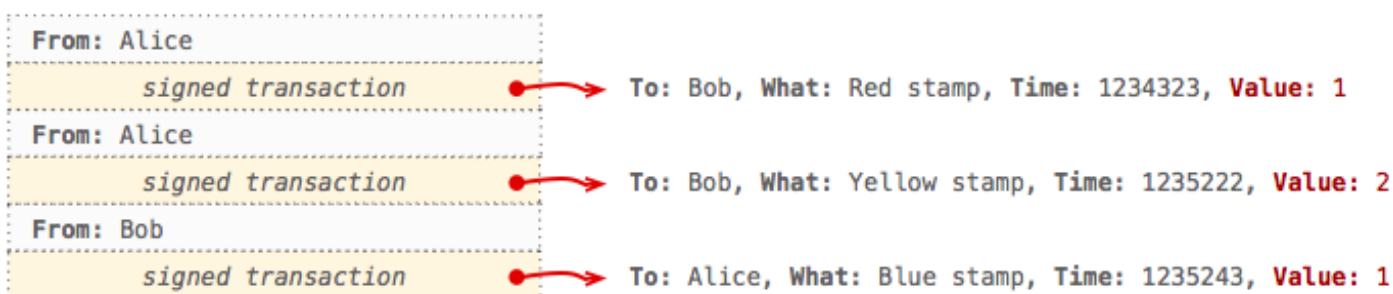 From: Alice
signed transaction To: Bob, What: Red stamp, Time: 1234323, Value: 1
From: Alice
signed transaction To: Bob, What: Yellow stamp, Time: 1235222, Value: 2
From: Bob
signed transaction To: Alice, What: Blue stamp, Time: 1235243, Value: 1